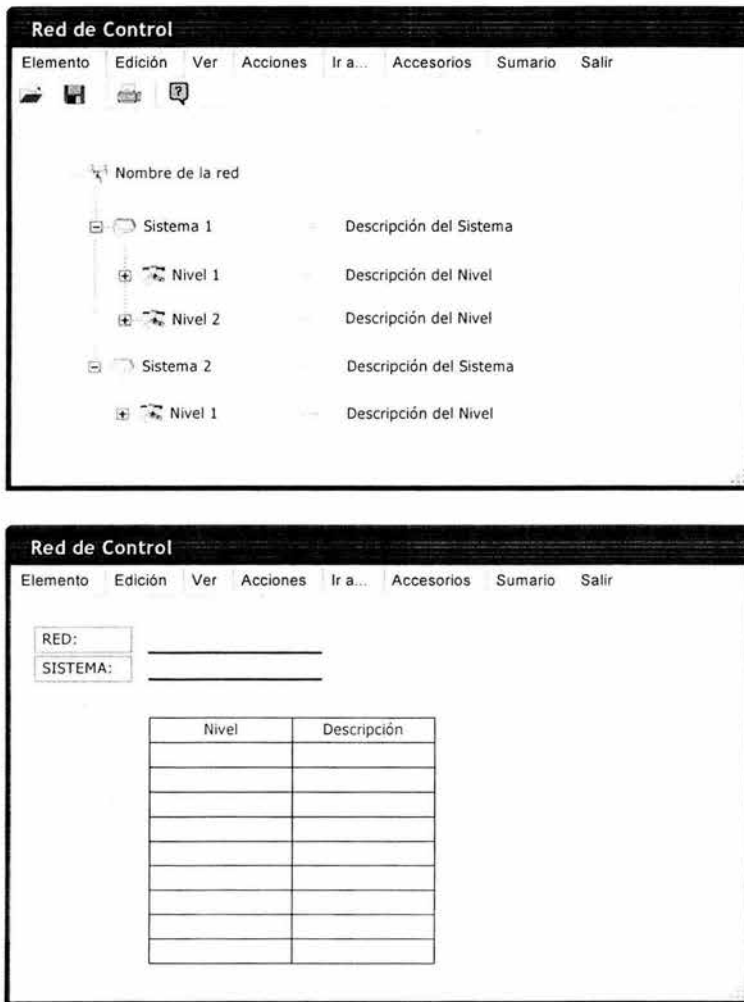 Red de Control
Elemento Edición Ver Acciones Ir a... Accesorios Sumario Salir
?
Nombre de la red
Sistema 1 Descripción del Sistema
Nivel 1 Descripción del Nivel
Nivel 2 Descripción del Nivel
Sistema 2 Descripción del Sistema
Nivel 1 Descripción del Nivel
Red de Control
Elemento Edición Ver Acciones Ir a... Accesorios Sumario Salir
RED:
SISTEMA:
Nivel Descripción